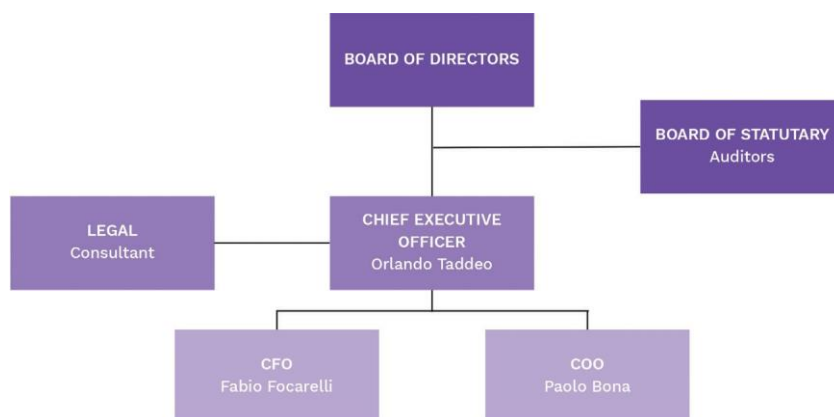 BOARD OF DIRECTORS
BOARD OF STATUTARY
Auditors
LEGAL
Consultant
CHIEF EXECUTIVE
OFFICER
Orlando Taddeo
CFO
Fabio Focarelli
COO
Paolo Bona